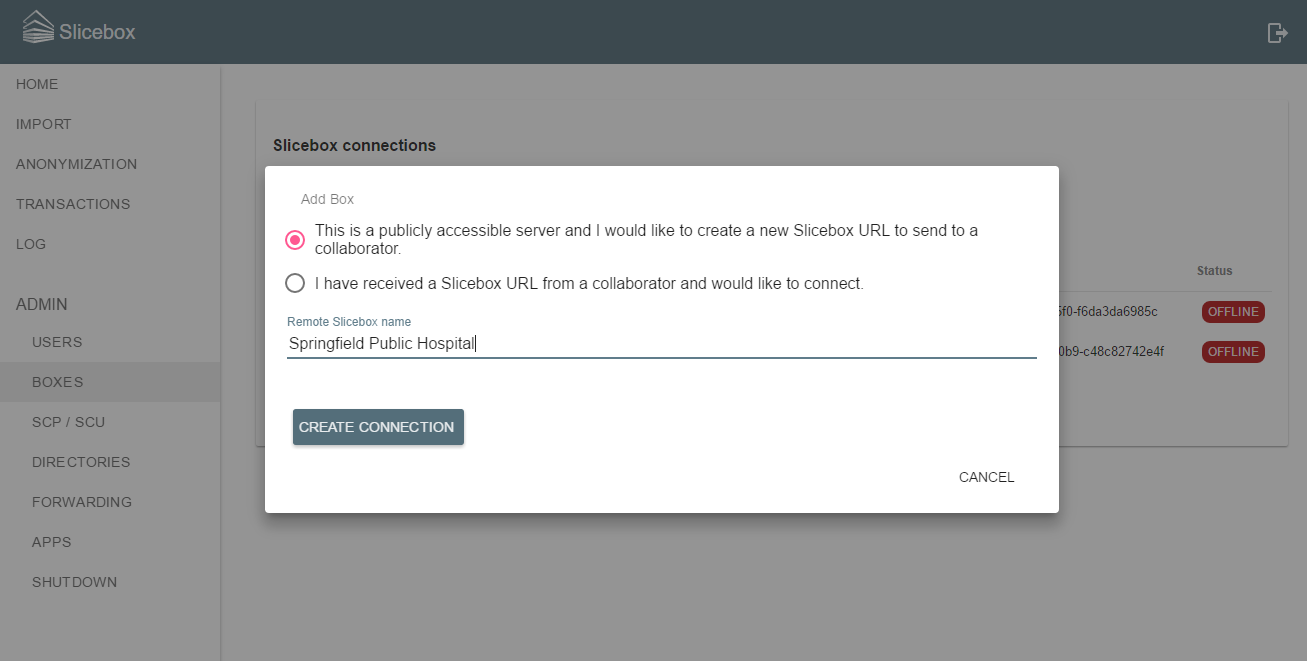 Slicebox
HOME
IMPORT
ANONYMIZATION
TRANSACTIONS
LOG
ADMIN
USERS
BOXES
SCP / SCU
DIRECTORIES
FORWARDING
APPS
SHUTDOWN
Slicebox connections
Add Box
This is a publicly accessible server and I would like to create a new Slicebox URL to send to a
collaborator.
I have received a Slicebox URL from a collaborator and would like to connect.
Remote Slicebox name
Springfield Public Hospital
CREATE CONNECTION
CANCEL
Status
f0-f6da3da6985c OFFLINE
0b9-c48c82742e4f OFFLINE